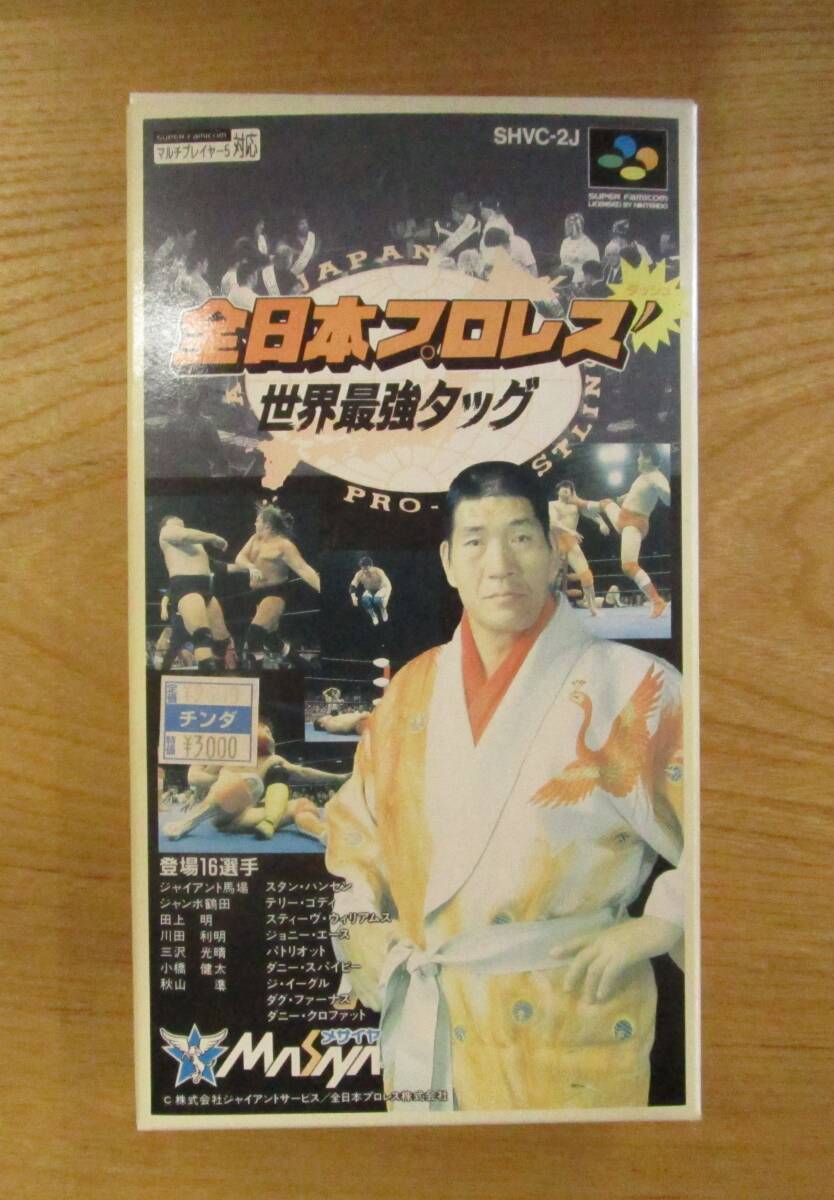 SUPER FAMICOM
マルチプレイヤー5 対応
SHVC-2J
SUPER FAMICOM
LICENSED BY NINTENDO
JAPAN
全日本プロレス'
ダッシュ
世界最強タッグ
PRO-
STLIN
定価
チンダ
特価 ¥3000
登場16選手
ジャイアント馬場 スタン・ハンセン
ジャンボ鶴田 テリー・ゴディ
田上 明 スティーヴ・ウィリアムス
川田 利明 ジョニー・エース
三沢 光晴 パトリオット
小橋 健太 ダニー・スパイビー
秋山 準 ジ・イーグル
ダグ・ファーナス
ダニー・クロファット
メサイヤ
MASAYA
C 株式会社ジャイアントサービス/全日本プロレス株式会社